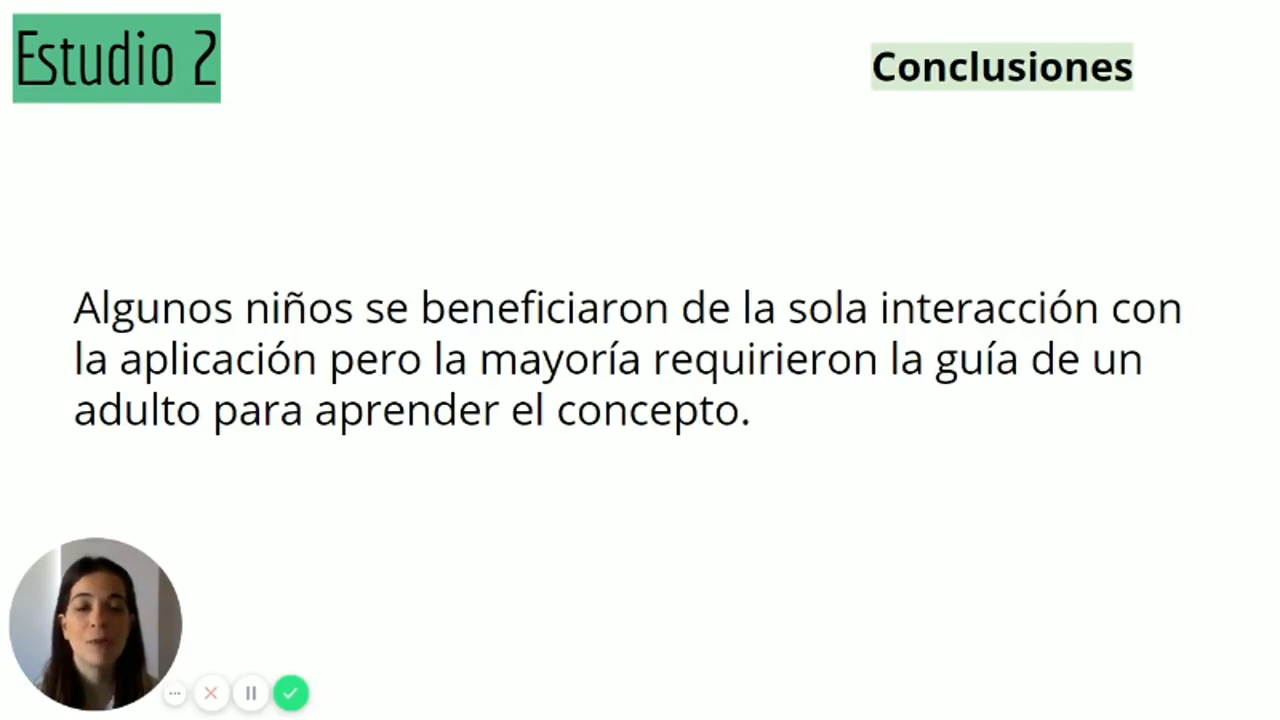 Estudio 2
Conclusiones
Algunos niños se beneficiaron de la sola interacción con
la aplicación pero la mayoría requirieron la guía de un
adulto para aprender el concepto.